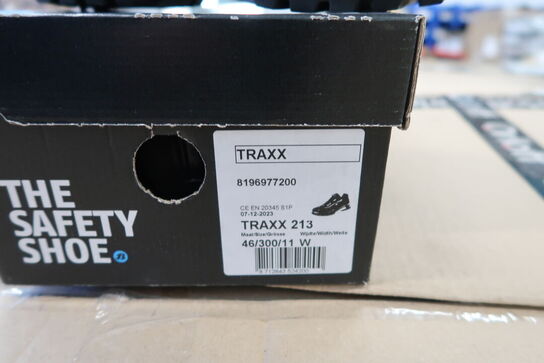 THE
SAFETY
SHOE.
TRAXX
8196977200
CE EN 20345 S1P
07-12-2023
TRAXX 213
Maat/Size/Grösse Wijdte/Width/Weite
46/300/11 W